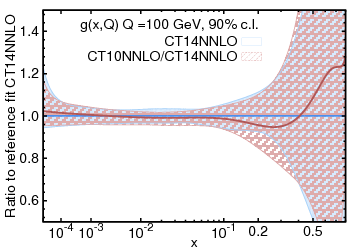 g(x,Q) Q =100 GeV, 90% c.l.
CT14NNLO
CT10NNLO/CT14NNLO
Ratio to reference fit CT14NNLO
1.4
1.2
1.0
0.8
0.6
10⁻⁴ 10⁻³ 10⁻² 10⁻¹ 0.2 0.5
x